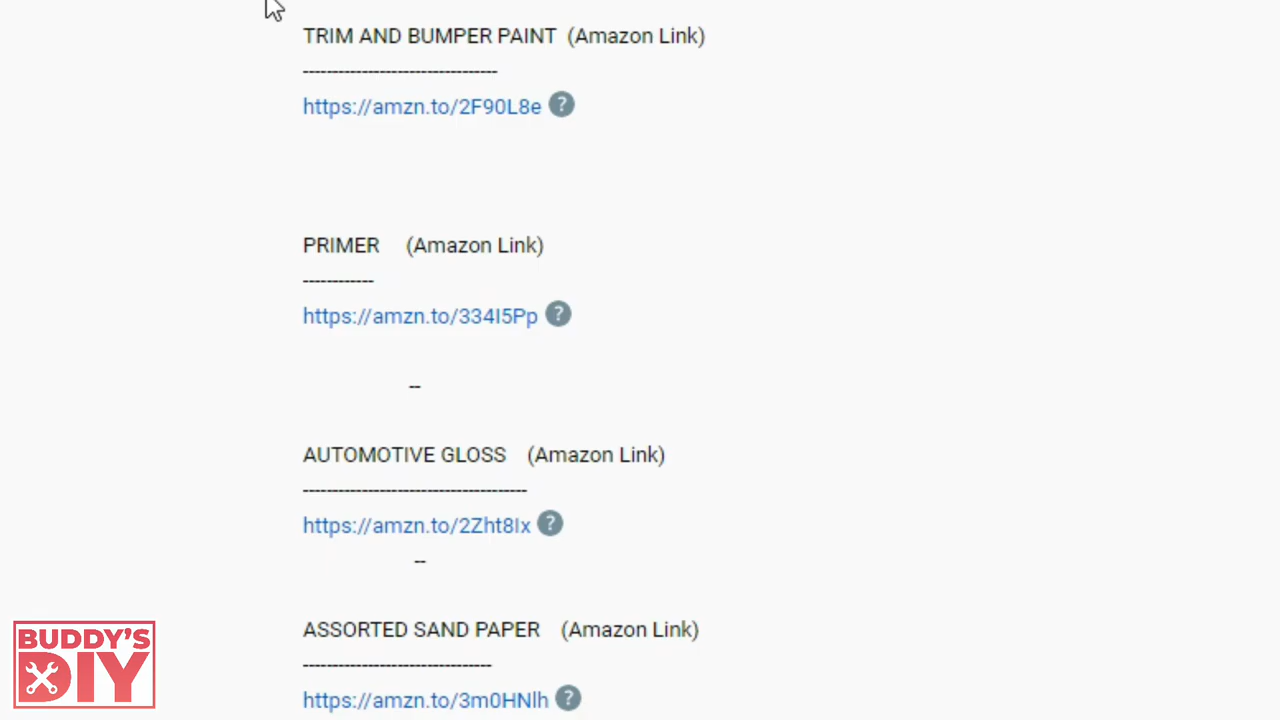 TRIM AND BUMPER PAINT (Amazon Link)
---------------------------------
https://amzn.to/2F90L8e ?
PRIMER (Amazon Link)
------------
https://amzn.to/334I5Pp ?
--
AUTOMOTIVE GLOSS (Amazon Link)
--------------------------------------
https://amzn.to/2Zht8Ix ?
--
ASSORTED SAND PAPER (Amazon Link)
--------------------------------
https://amzn.to/3m0HNlh ?
BUDDY'S
DIY